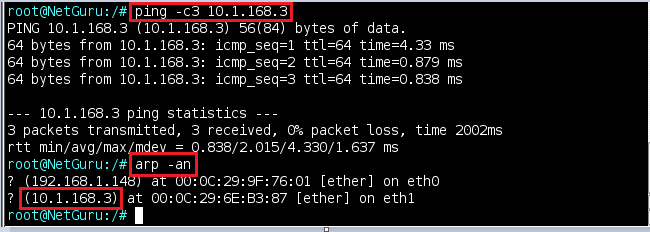 root@NetGuru:/# ping -c3 10.1.168.3
PING 10.1.168.3 (10.1.168.3) 56(84) bytes of data.
64 bytes from 10.1.168.3: icmp_seq=1 ttl=64 time=4.33 ms
64 bytes from 10.1.168.3: icmp_seq=2 ttl=64 time=0.879 ms
64 bytes from 10.1.168.3: icmp_seq=3 ttl=64 time=0.838 ms
--- 10.1.168.3 ping statistics ---
3 packets transmitted, 3 received, 0% packet loss, time 2002ms
rtt min/avg/max/mdev = 0.838/2.015/4.330/1.637 ms
root@NetGuru:/# arp -an
? (192.168.1.148) at 00:0C:29:9F:76:01 [ether] on eth0
? (10.1.168.3) at 00:0C:29:6E:B3:87 [ether] on eth1
root@NetGuru:/#